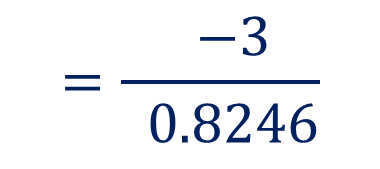 = −3 / 0.8246